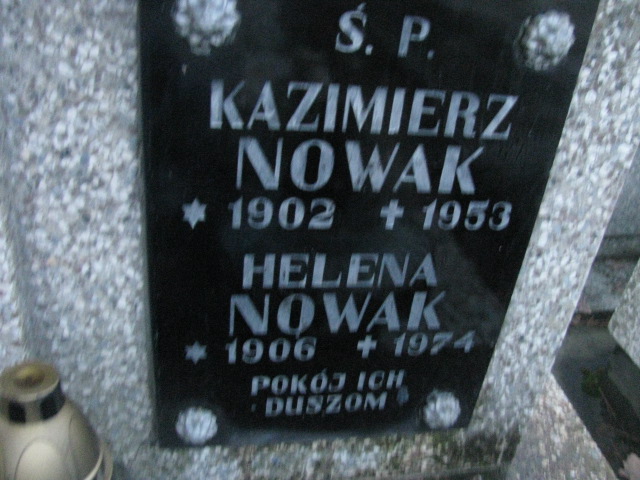 Ś. P.
KAZIMIERZ
NOWAK
* 1902 ✝ 1953
HELENA
NOWAK
* 1906 ✝ 1974
POKÓJ ICH
DUSZOM